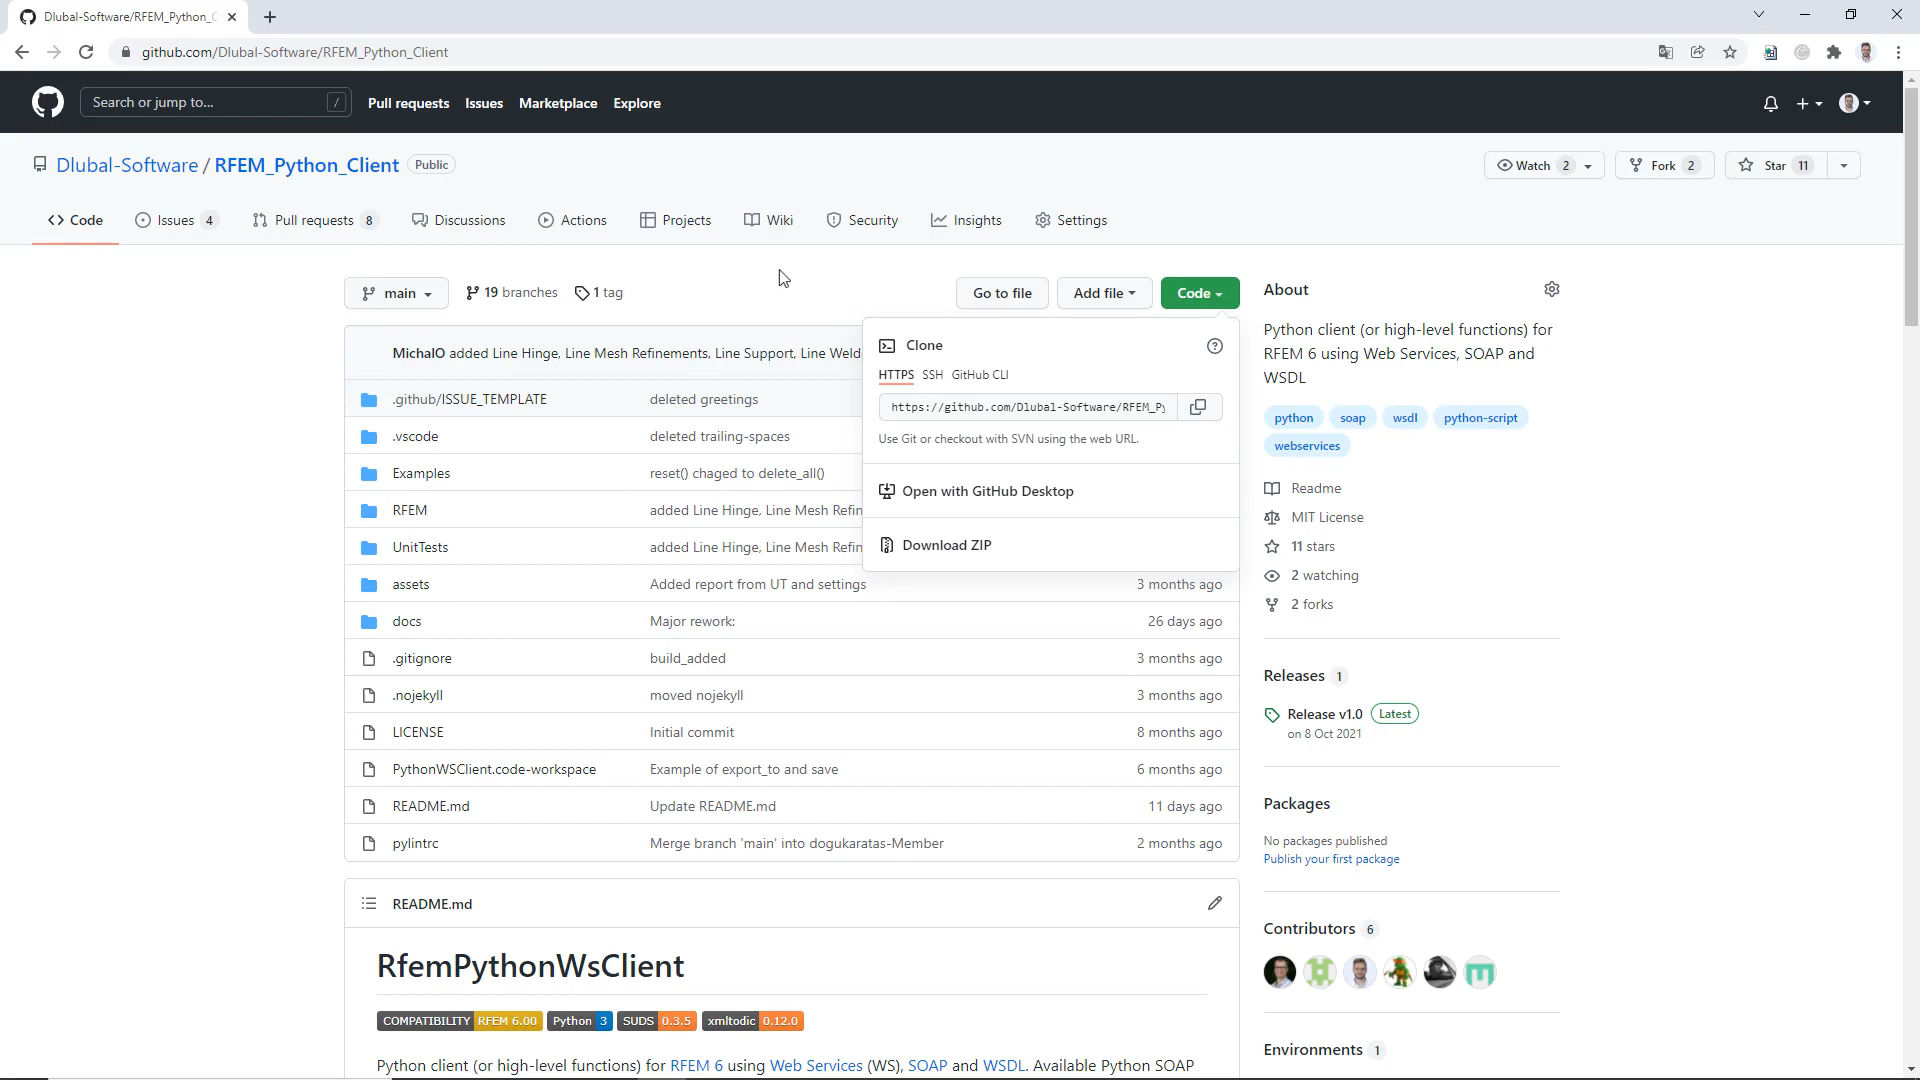 Dlubal-Software/RFEM_Python_C
github.com/Dlubal-Software/RFEM_Python_Client
Search or jump to... /
Pull requests Issues Marketplace Explore
Dlubal-Software / RFEM_Python_Client Public
Watch 2 Fork 2 Star 11
Code Issues 4 Pull requests 8 Discussions Actions Projects Wiki Security Insights Settings
main 19 branches 1 tag Go to file Add file Code
MichalO added Line Hinge, Line Mesh Refinements, Line Support, Line Weld
.github/ISSUE_TEMPLATE deleted greetings
.vscode deleted trailing-spaces
Examples reset() chaged to delete_all()
RFEM added Line Hinge, Line Mesh Refin
UnitTests added Line Hinge, Line Mesh Refin
assets Added report from UT and settings 3 months ago
docs Major rework: 26 days ago
.gitignore build_added 3 months ago
.nojekyll moved nojekyll 3 months ago
LICENSE Initial commit 8 months ago
PythonWSClient.code-workspace Example of export_to and save 6 months ago
README.md Update README.md 11 days ago
pylintrc Merge branch 'main' into dogukaratas-Member 2 months ago
Clone
HTTPS SSH GitHub CLI
https://github.com/Dlubal-Software/RFEM_Py
Use Git or checkout with SVN using the web URL.
Open with GitHub Desktop
Download ZIP
README.md
RfemPythonWsClient
COMPATIBILITY RFEM 6.00 Python 3 SUDS 0.3.5 xmltodic 0.12.0
Python client (or high-level functions) for RFEM 6 using Web Services (WS), SOAP and WSDL. Available Python SOAP
About
Python client (or high-level functions) for
RFEM 6 using Web Services, SOAP and
WSDL
python soap wsdl python-script
webservices
Readme
MIT License
11 stars
2 watching
2 forks
Releases 1
Release v1.0 Latest
on 8 Oct 2021
Packages
No packages published
Publish your first package
Contributors 6
Environments 1